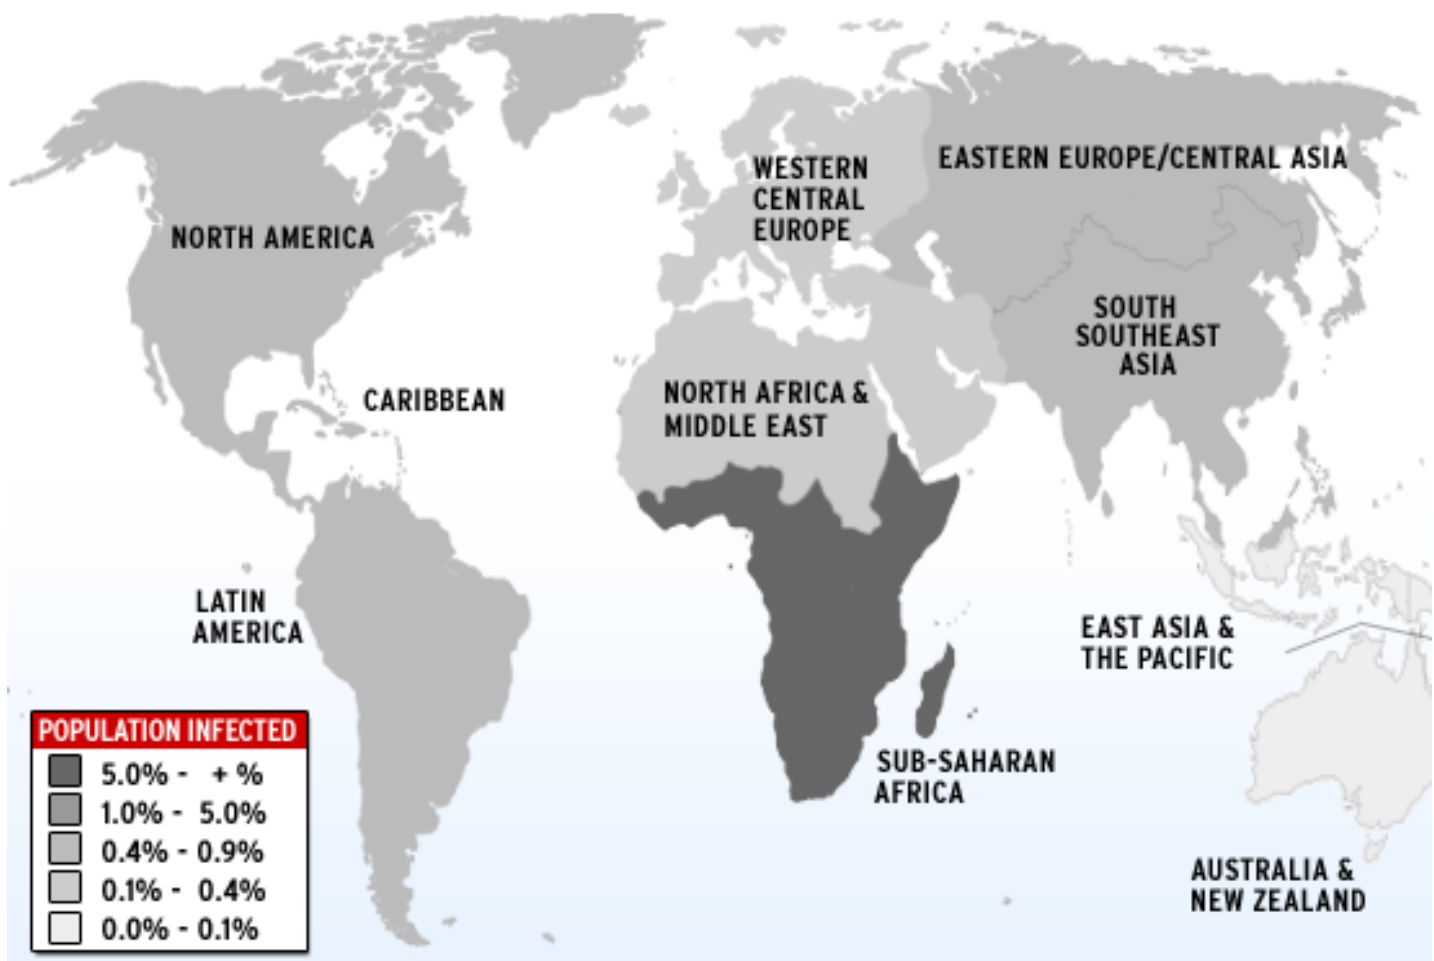 WESTERN
CENTRAL
EUROPE
EASTERN EUROPE/CENTRAL ASIA
NORTH AMERICA
SOUTH
SOUTHEAST
ASIA
CARIBBEAN
NORTH AFRICA &
MIDDLE EAST
LATIN
AMERICA
EAST ASIA &
THE PACIFIC
SUB-SAHARAN
AFRICA
AUSTRALIA &
NEW ZEALAND
POPULATION INFECTED
5.0% - + %
1.0% - 5.0%
0.4% - 0.9%
0.1% - 0.4%
0.0% - 0.1%